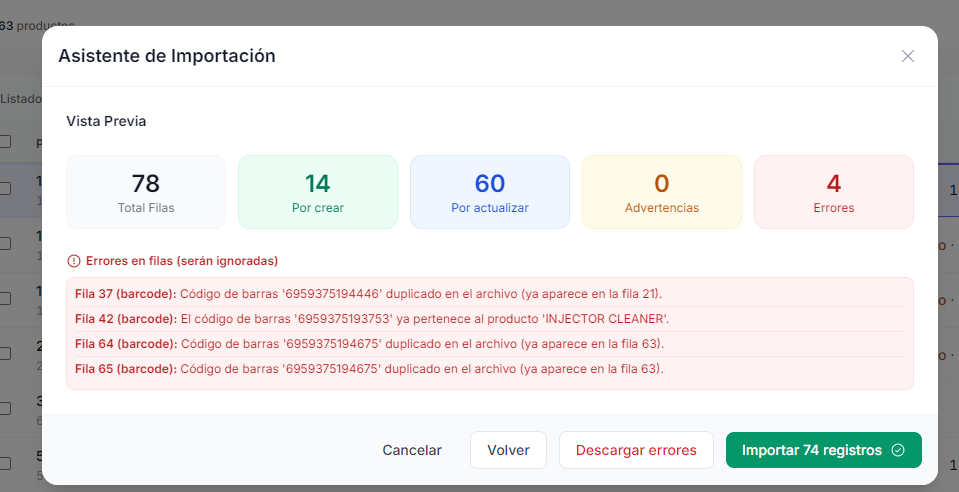 63 productos
Asistente de Importación
Listado
Vista Previa
78
Total Filas
14
Por crear
60
Por actualizar
0
Advertencias
4
Errores
Errores en filas (serán ignoradas)
Fila 37 (barcode): Código de barras '6959375194446' duplicado en el archivo (ya aparece en la fila 21).
Fila 42 (barcode): El código de barras '6959375193753' ya pertenece al producto 'INJECTOR CLEANER'.
Fila 64 (barcode): Código de barras '6959375194675' duplicado en el archivo (ya aparece en la fila 63).
Fila 65 (barcode): Código de barras '6959375194675' duplicado en el archivo (ya aparece en la fila 63).
Cancelar
Volver
Descargar errores
Importar 74 registros